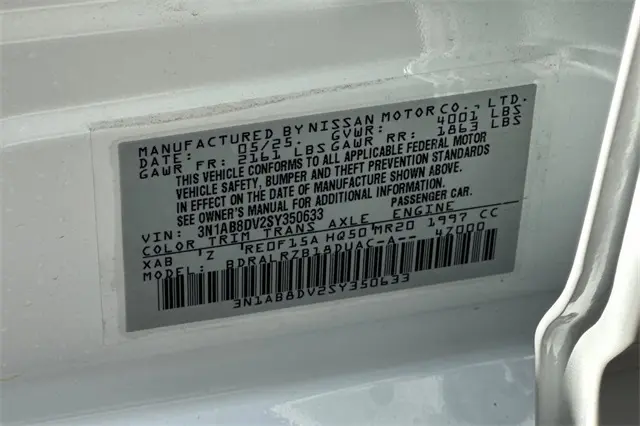 MANUFACTURED BY NISSAN MOTOR CO., LTD.
DATE: 05/25. GVWR: 4001 LBS
GAWR FR: 2161 LBS GAWR RR: 1863 LBS
THIS VEHICLE CONFORMS TO ALL APPLICABLE FEDERAL MOTOR
VEHICLE SAFETY, BUMPER AND THEFT PREVENTION STANDARDS
IN EFFECT ON THE DATE OF MANUFACTURE SHOWN ABOVE.
SEE OWNER'S MANUAL FOR ADDITIONAL INFORMATION.
VIN: 3N1AB8DV2SY350633 PASSENGER CAR.
COLOR TRIM TRANS AXLE ENGINE
XAB 'Z 'RE0F15A HQ50 MR20 1997 CC
MODEL: BDRALRZB18DUAC-A-- 47000
3N1AB8DV2SY350633